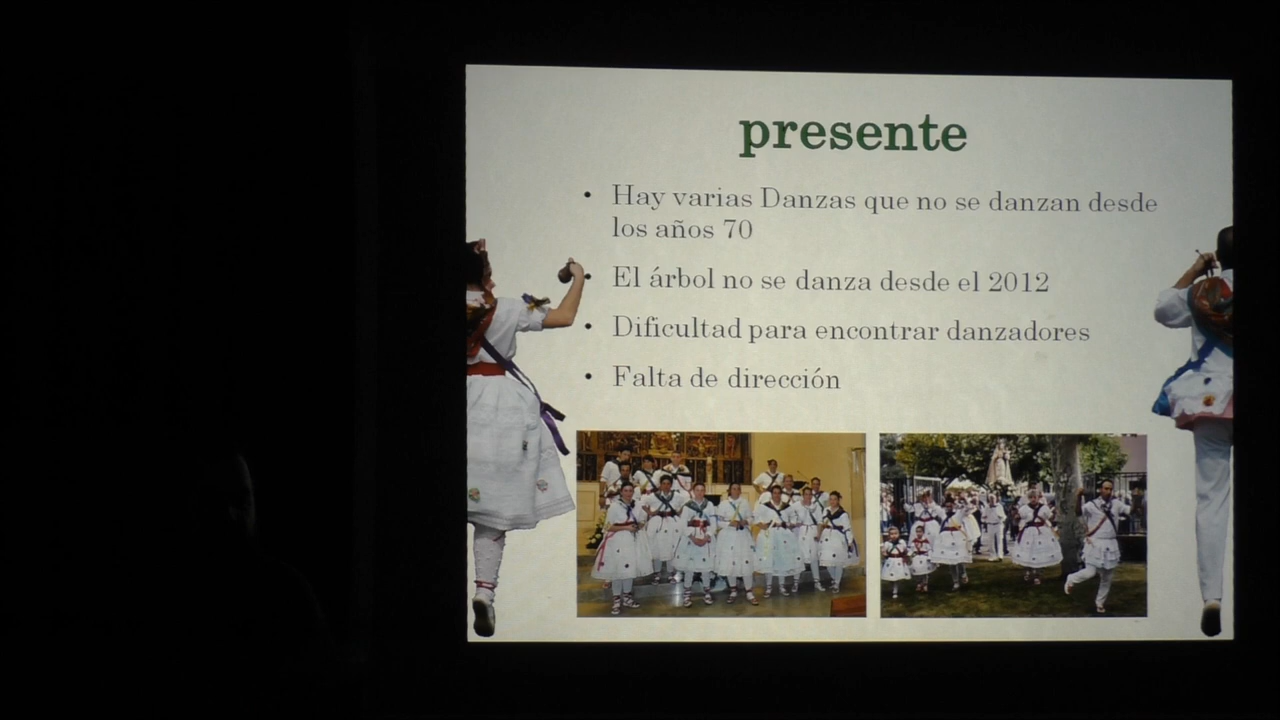 presente
• Hay varias Danzas que no se danzan desde
los años 70
• El árbol no se danza desde el 2012
• Dificultad para encontrar danzadores
• Falta de dirección